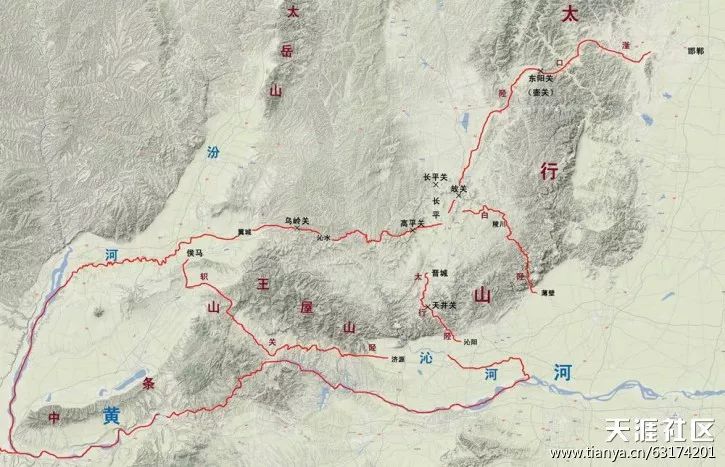 太
岳
山
太
行
山
滏
口
陉
邯郸
东阳关
(壶关)
汾
河
长平关
故关
长
平
高平关
白
陵川
陉
薄壁
乌岭关
沁水
翼城
侯马
轵
关
陉
王
屋
山
太
行
陉
晋城
天井关
沁阳
济源
沁
河
黄
河
中
条
山
天涯社区
www.tianya.cn/63174201